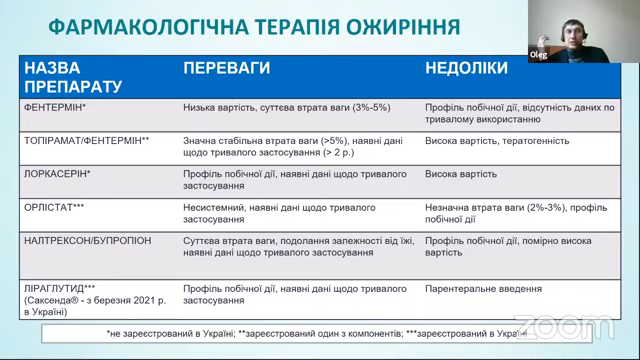 ФАРМАКОЛОГІЧНА ТЕРАПІЯ ОЖИРІННЯ
Oleg
НАЗВА ПРЕПАРАТУ
ПЕРЕВАГИ
НЕДОЛІКИ
ФЕНТЕРМІН*
Низька вартість, суттєва втрата ваги (3%-5%)
Профіль побічної дії, відсутність даних по
тривалому використанню
ТОПІРАМАТ/ФЕНТЕРМІН**
Значна стабільна втрата ваги (>5%), наявні дані
щодо тривалого застосування (> 2 р.)
Висока вартість, тератогенність
ЛОРКАСЕРІН*
Профіль побічної дії, наявні дані щодо тривалого
застосування
Висока вартість
ОРЛІСТАТ***
Несистемний, наявні дані щодо тривалого
застосування
Незначна втрата ваги (2%-3%), профіль
побічної дії
НАЛТРЕКСОН/БУПРОПІОН
Суттєва втрата ваги, подолання залежності від їжі,
наявні дані щодо тривалого застосування
Профіль побічної дії, помірно висока
вартість
ЛІРАГЛУТИД***
(Саксенда® - з березня 2021 р.
в Україні)
Профіль побічної дії, наявні дані щодо тривалого
застосування
Парентеральне введення
*не зареєстрований в Україні; **зареєстрований один з компонентів; ***зареєстрований в Україні
zoom